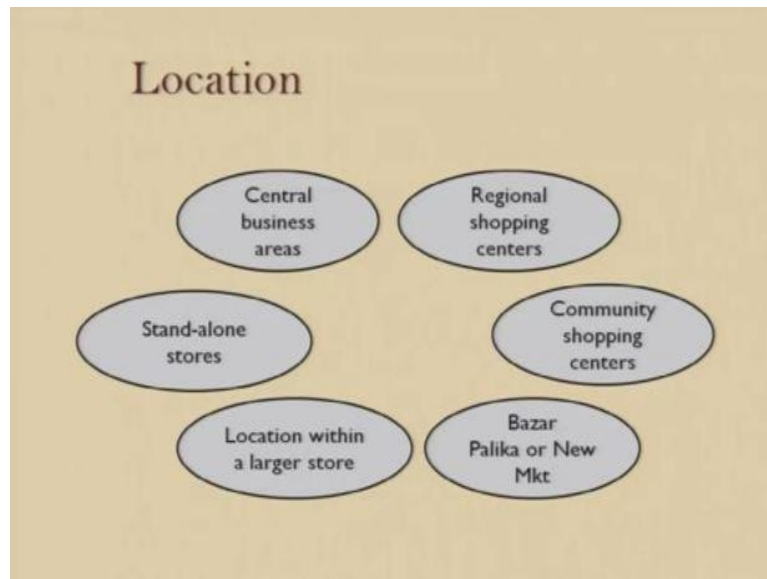 Location
Central
business
areas
Regional
shopping
centers
Stand-alone
stores
Community
shopping
centers
Location within
a larger store
Bazar
Palika or New
Mkt